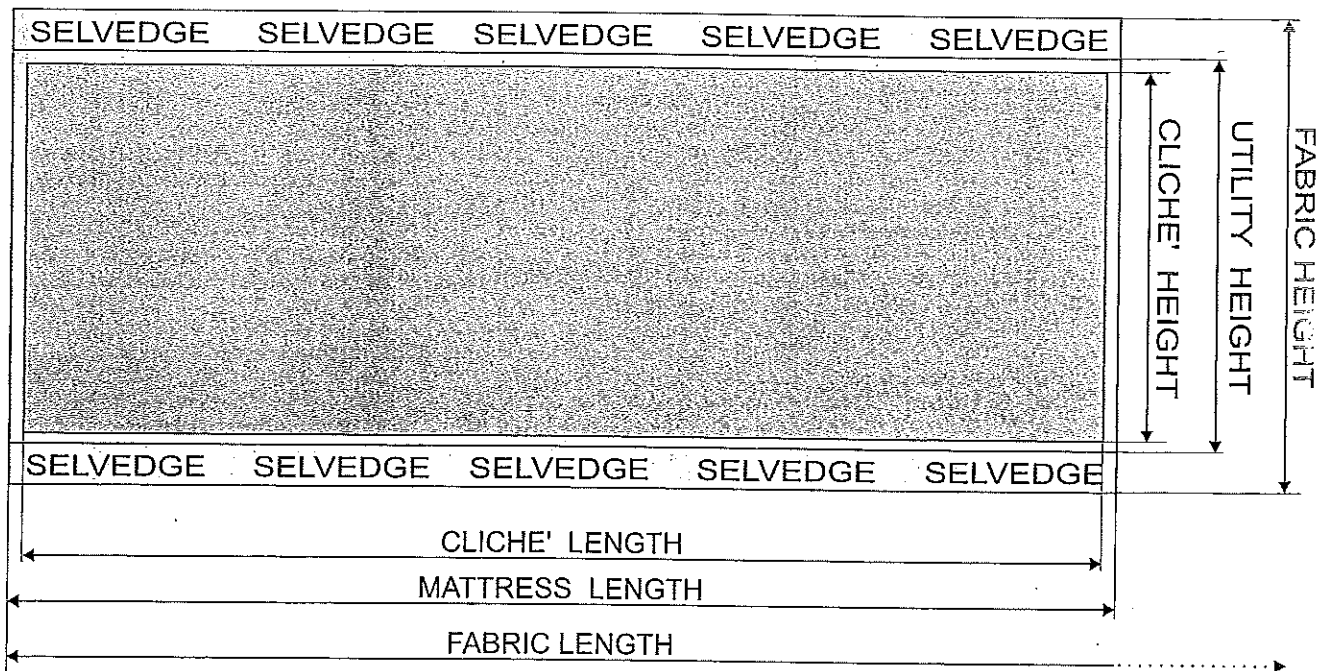 SELVEDGE SELVEDGE SELVEDGE SELVEDGE SELVEDGE
CLICHE' HEIGHT
UTILITY HEIGHT
FABRIC HEIGHT
SELVEDGE SELVEDGE SELVEDGE SELVEDGE SELVEDGE
CLICHE' LENGTH
MATTRESS LENGTH
FABRIC LENGTH